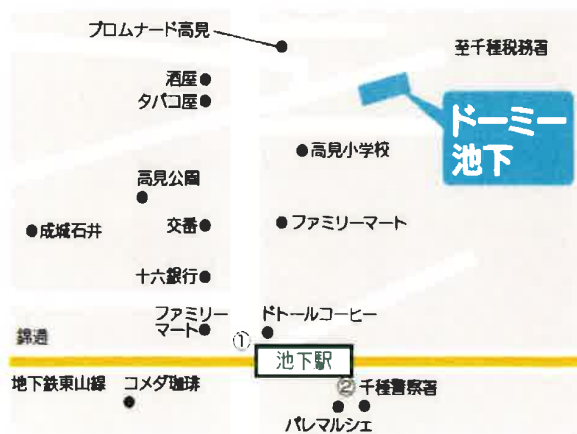 プロムナード高見
至千種税務署
酒屋
タバコ屋
ドーミー
池下
高見小学校
高見公園
成城石井
交番
ファミリーマート
十六銀行
ファミリー
マート
ドトールコーヒー
錦通
①
池下駅
地下鉄東山線
コメダ珈琲
②
千種警察署
パレマルシェ